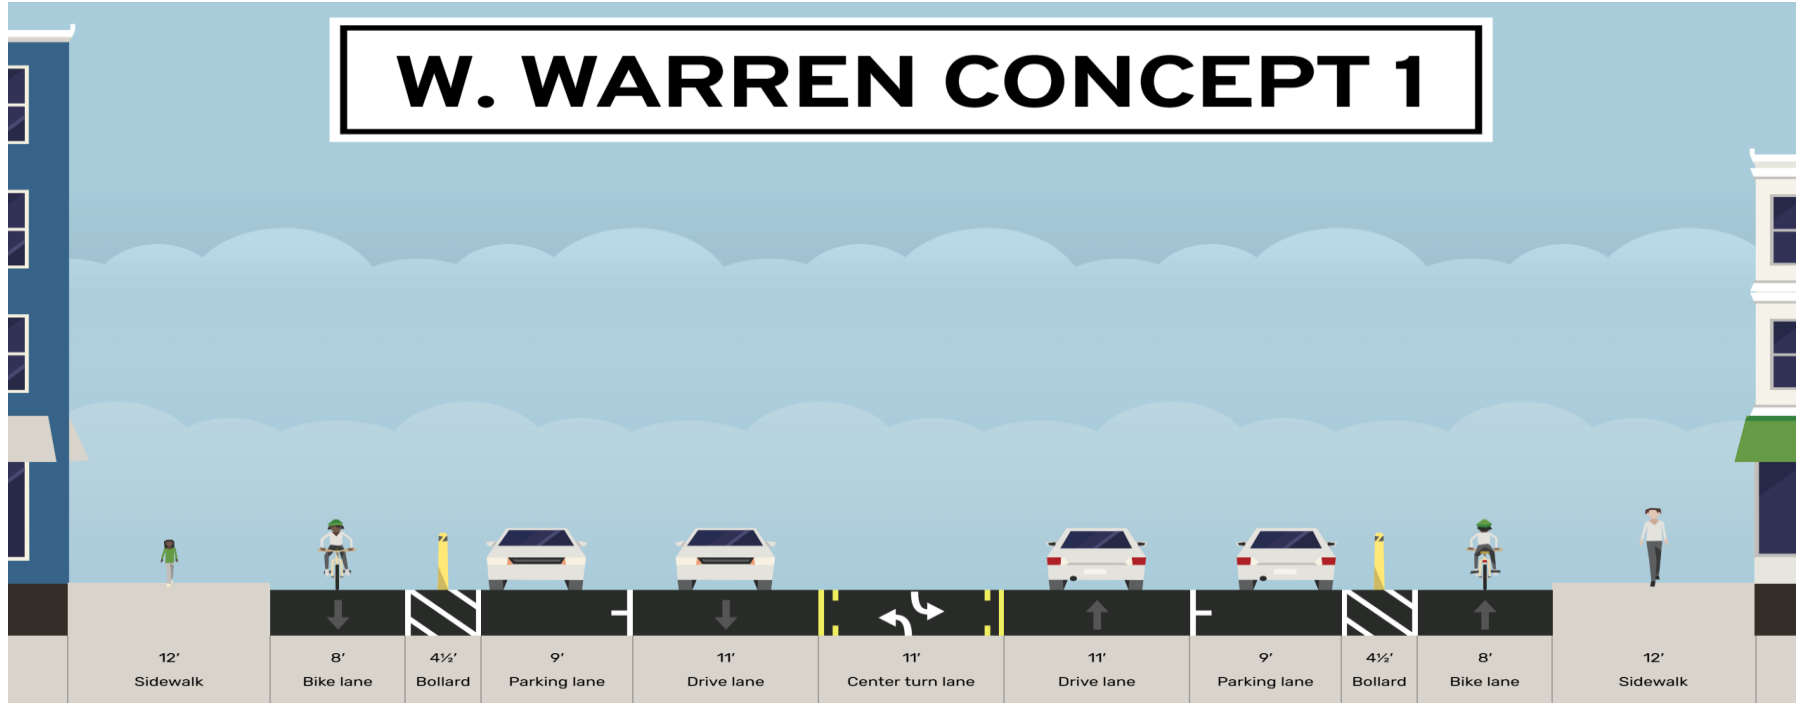 W. WARREN CONCEPT 1
12' 8' 4½' 9' 11' 11' 11' 9' 4½' 8' 12'
Sidewalk Bike lane Bollard Parking lane Drive lane Center turn lane Drive lane Parking lane Bollard Bike lane Sidewalk